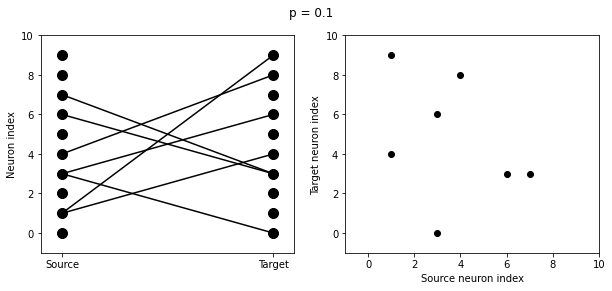 p = 0.1
Neuron index
10
8
6
4
2
0
Source Target
Target neuron index
10
8
6
4
2
0
0 2 4 6 8 10
Source neuron index